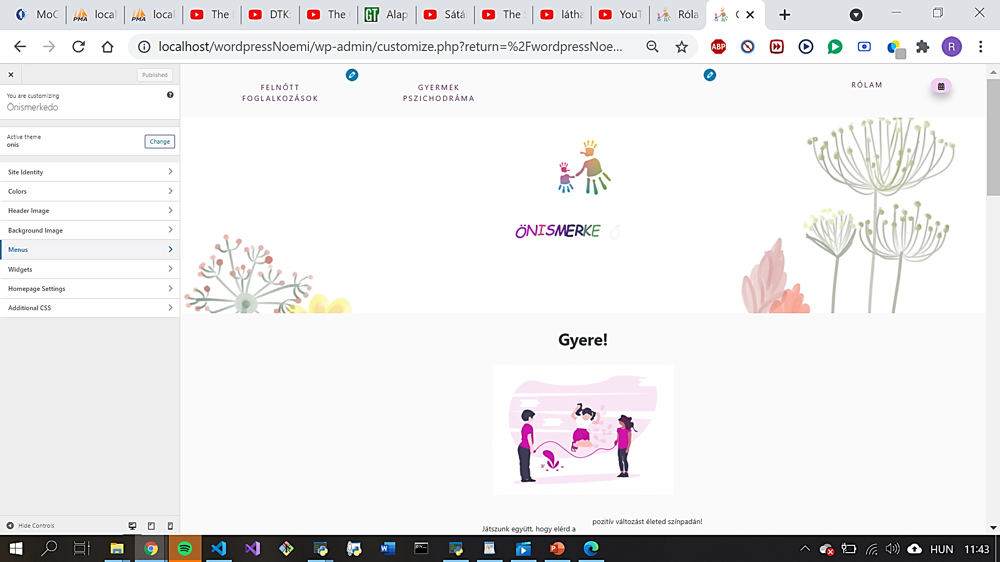 MoC
local
local
The
DTK:
The
GT Alap
Sátá
The S
látha
YouT
Róla
localhost/wordpressNoemi/wp-admin/customize.php?return=%2FwordpressNoe...
ABP
R
Published
You are customizing
Önismerkedo
Active theme
onis
Change
Site Identity
Colors
Header Image
Background Image
Menus
Widgets
Homepage Settings
Additional CSS
Hide Controls
FELNŐTT
FOGLALKOZÁSOK
GYERMEK
PSZICHODRÁMA
RÓLAM
ÖNISMERKE Ő
Gyere!
pozitív változást életed színpadán!
Játszunk együtt, hogy elérd a
HUN
11:43